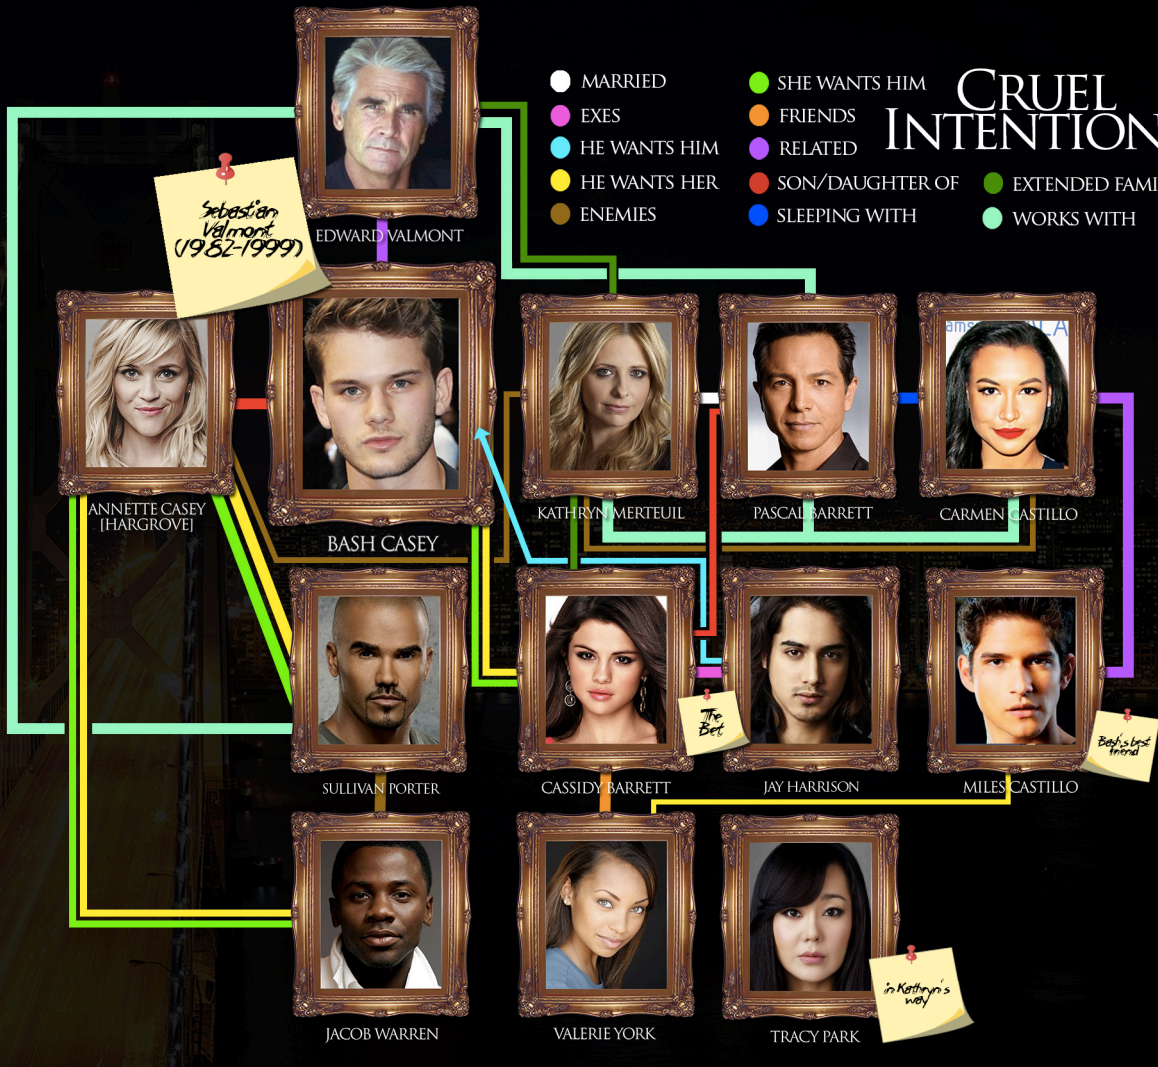 CRUEL
INTENTION
MARRIED
EXES
HE WANTS HIM
HE WANTS HER
ENEMIES
SHE WANTS HIM
FRIENDS
RELATED
SON/DAUGHTER OF
SLEEPING WITH
EXTENDED FAMI
WORKS WITH
Sebastian
Valmont
(1982-1999)
EDWARD VALMONT
ANNETTE CASEY
[HARGROVE]
BASH CASEY
KATHRYN MERTEUIL
PASCAL BARRETT
CARMEN CASTILLO
SULLIVAN PORTER
CASSIDY BARRETT
The
Bet
JAY HARRISON
MILES CASTILLO
Bash's best
friend
JACOB WARREN
VALERIE YORK
TRACY PARK
in Kathryn's
way